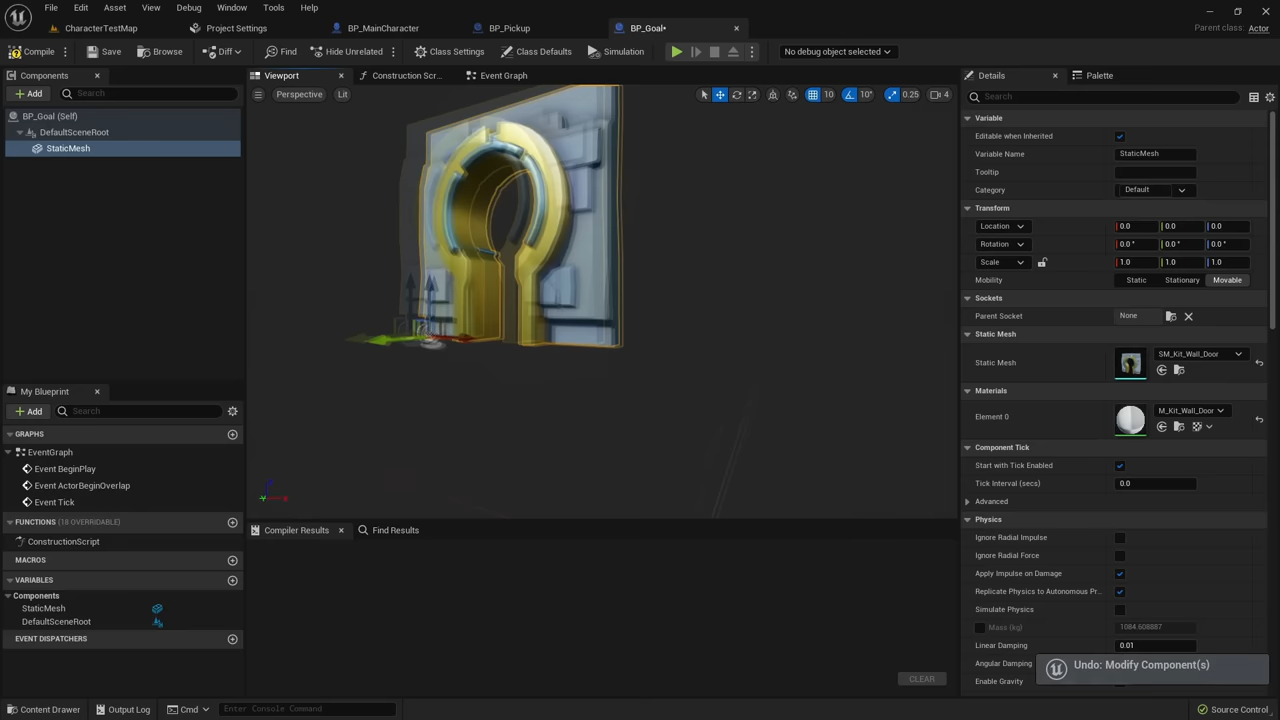 File Edit Asset View Debug Window Tools Help
CharacterTestMap Project Settings BP_MainCharacter BP_Pickup BP_Goal• Parent class: Actor
Compile Save Browse Diff Find Hide Unrelated Class Settings Class Defaults Simulation No debug object selected
Components
Add Search
BP_Goal (Self)
DefaultSceneRoot
StaticMesh
My Blueprint
Add Search
GRAPHS
EventGraph
Event BeginPlay
Event ActorBeginOverlap
Event Tick
FUNCTIONS (18 OVERRIDABLE)
ConstructionScript
MACROS
VARIABLES
Components
StaticMesh
DefaultSceneRoot
EVENT DISPATCHERS
Viewport Construction Scr... Event Graph
Perspective Lit 10 10° 0.25 4
Compiler Results Find Results
CLEAR
Details Palette
Search
Variable
Editable when Inherited
Variable Name StaticMesh
Tooltip
Category Default
Transform
Location 0.0 0.0 0.0
Rotation 0.0 ° 0.0 ° 0.0 °
Scale 1.0 1.0 1.0
Mobility Static Stationary Movable
Sockets
Parent Socket None
Static Mesh
Static Mesh SM_Kit_Wall_Door
Materials
Element 0 M_Kit_Wall_Door
Component Tick
Start with Tick Enabled
Tick Interval (secs) 0.0
Advanced
Physics
Ignore Radial Impulse
Ignore Radial Force
Apply Impulse on Damage
Replicate Physics to Autonomous Pr...
Simulate Physics
Mass (kg) 1084.608887
Linear Damping 0.01
Angular Damping
Enable Gravity
Undo: Modify Component(s)
Content Drawer Output Log Cmd Enter Console Command Source Control